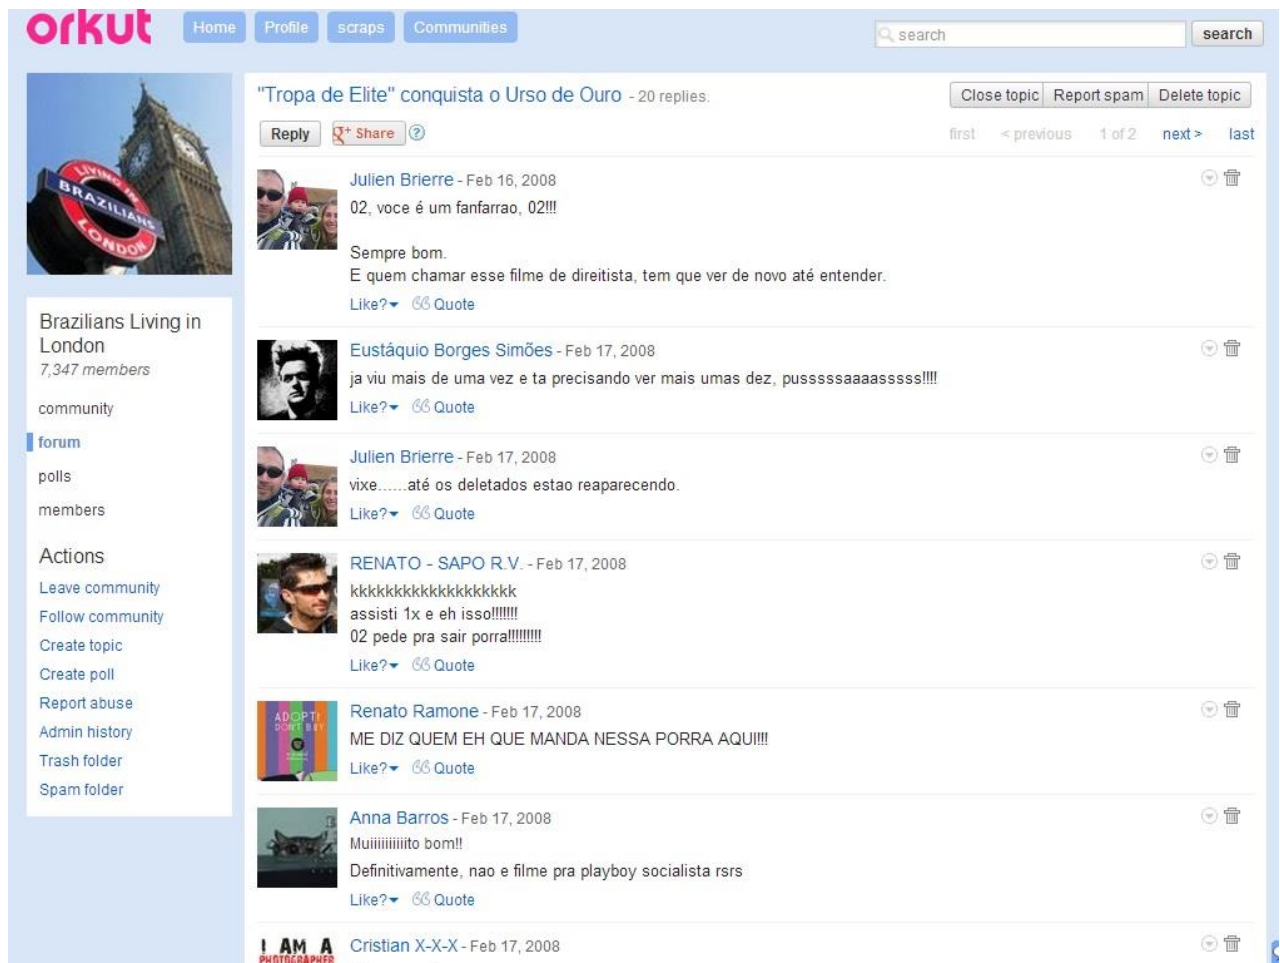 orkut
Home Profile scraps Communities
search search
"Tropa de Elite" conquista o Urso de Ouro - 20 replies.
Close topic Report spam Delete topic
Reply g+ Share ?
first < previous 1 of 2 next > last
LIVING IN
BRAZILIANS
LONDON
Brazilians Living in
London
7,347 members
community
forum
polls
members
Actions
Leave community
Follow community
Create topic
Create poll
Report abuse
Admin history
Trash folder
Spam folder
Julien Brierre - Feb 16, 2008
02, voce é um fanfarrao, 02!!!
Sempre bom.
E quem chamar esse filme de direitista, tem que ver de novo até entender.
Like? Quote
Eustáquio Borges Simões - Feb 17, 2008
ja viu mais de uma vez e ta precisando ver mais umas dez, pusssssaaaasssss!!!!
Like? Quote
Julien Brierre - Feb 17, 2008
vixe......até os deletados estao reaparecendo.
Like? Quote
RENATO - SAPO R.V. - Feb 17, 2008
kkkkkkkkkkkkkkkkkkk
assisti 1x e eh isso!!!!!!!
02 pede pra sair porra!!!!!!!!!
Like? Quote
ADOPT!
DON'T BUY
Renato Ramone - Feb 17, 2008
ME DIZ QUEM EH QUE MANDA NESSA PORRA AQUI!!!
Like? Quote
Anna Barros - Feb 17, 2008
Muiiiiiiiiiito bom!!
Definitivamente, nao e filme pra playboy socialista rsrs
Like? Quote
I AM A
PHOTOGRAPHER
Cristian X-X-X - Feb 17, 2008